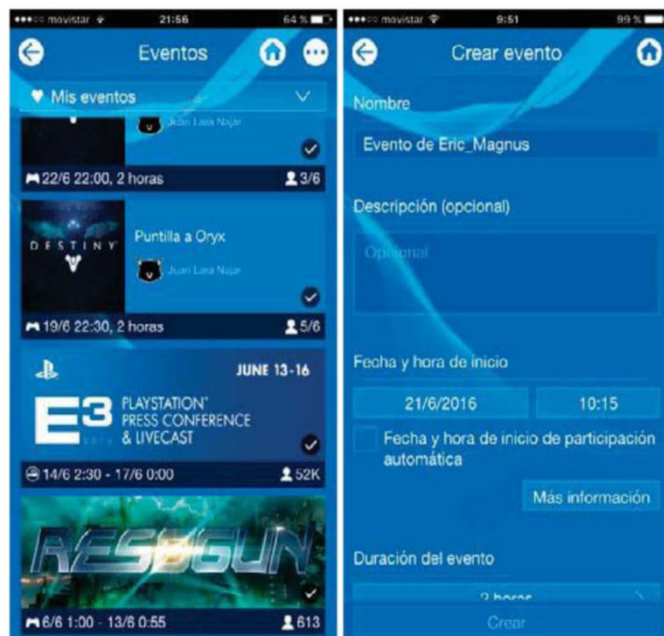 movistar 21:56 64 %
Eventos
Mis eventos
Juan Lara Najar
22/6 22:00, 2 horas 3/6
DESTINY
Puntilla a Oryx
Juan Lara Najar
19/6 22:30, 2 horas 5/6
JUNE 13-16
E3
PLAYSTATION
PRESS CONFERENCE
& LIVECAST
14/6 2:30 - 17/6 0:00 52K
RESOGUN
6/6 1:00 - 13/6 0:55 613
movistar 9:51 99 %
Crear evento
Nombre
Evento de Eric_Magnus
Descripción (opcional)
Opcional
Fecha y hora de inicio
21/6/2016 10:15
Fecha y hora de inicio de participación
automática
Más información
Duración del evento
2 horas
Crear